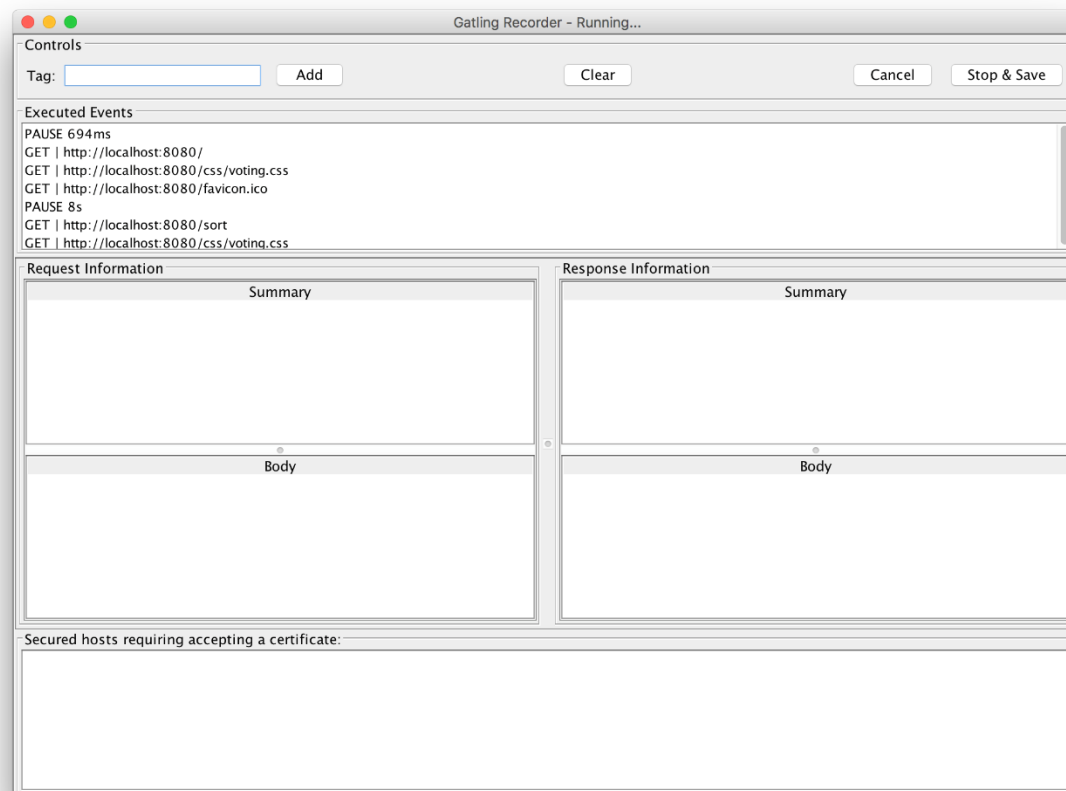 Gatling Recorder - Running...
Controls
Tag: Add Clear Cancel Stop & Save
Executed Events
PAUSE 694ms
GET | http://localhost:8080/
GET | http://localhost:8080/css/voting.css
GET | http://localhost:8080/favicon.ico
PAUSE 8s
GET | http://localhost:8080/sort
GET | http://localhost:8080/css/voting.css
Request Information
Summary
Body
Response Information
Summary
Body
Secured hosts requiring accepting a certificate: